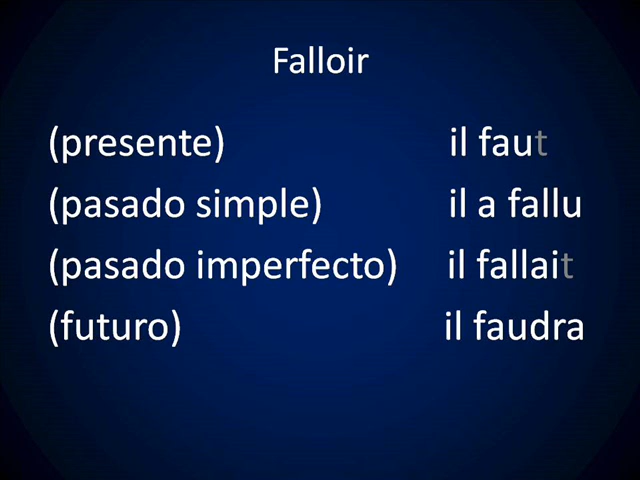 Falloir
(presente) il faut
(pasado simple) il a fallu
(pasado imperfecto) il fallait
(futuro) il faudra